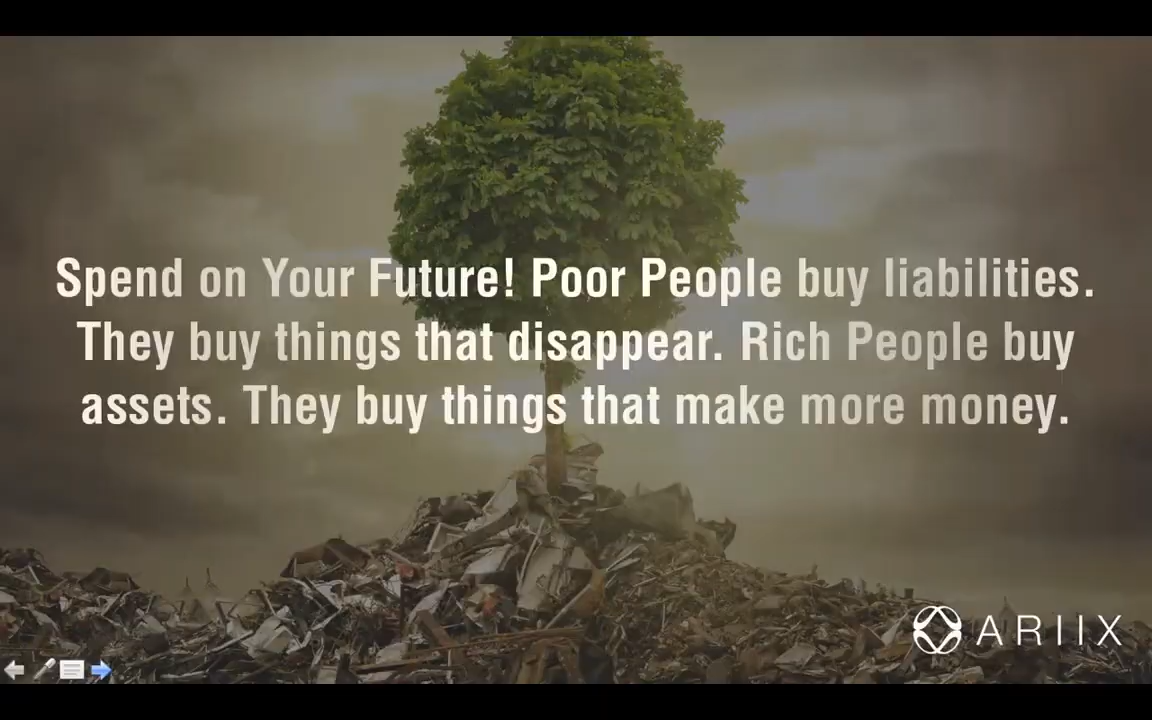 Spend on Your Future! Poor People buy liabilities.
They buy things that disappear. Rich People buy
assets. They buy things that make more money.
ARIIX